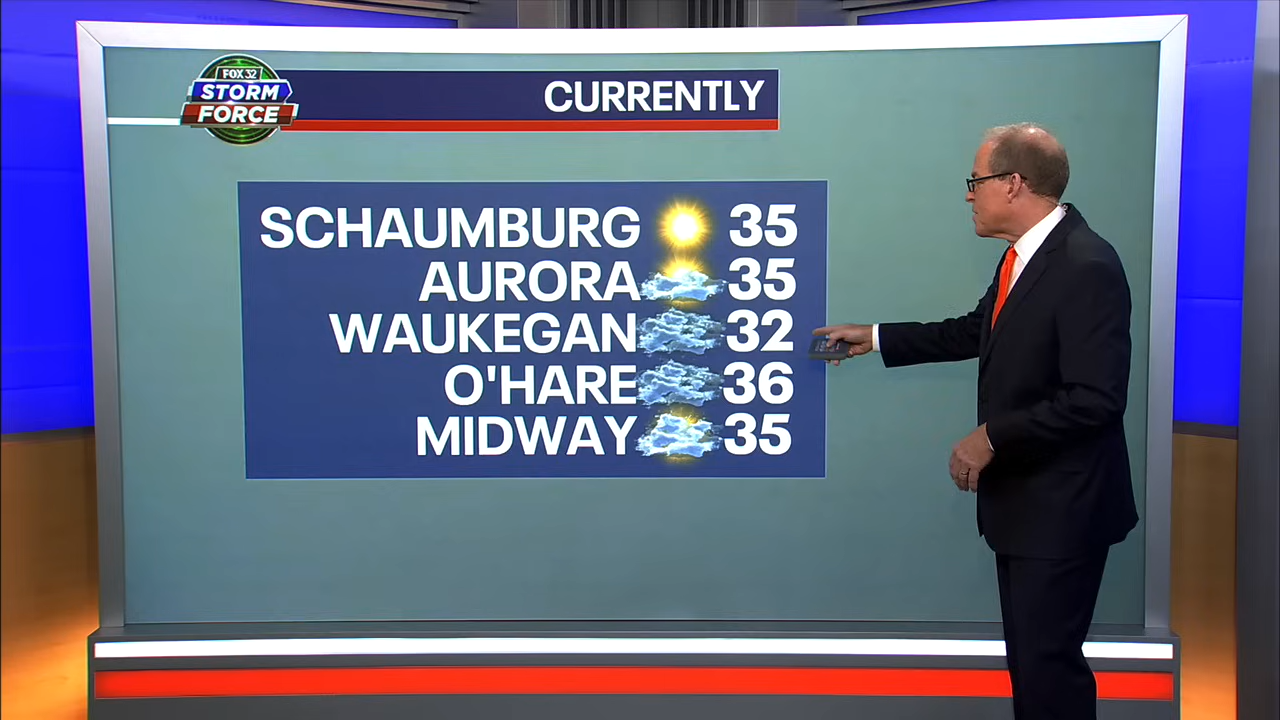 FOX 32
STORM
FORCE
CURRENTLY
SCHAUMBURG 35
AURORA 35
WAUKEGAN 32
O'HARE 36
MIDWAY 35